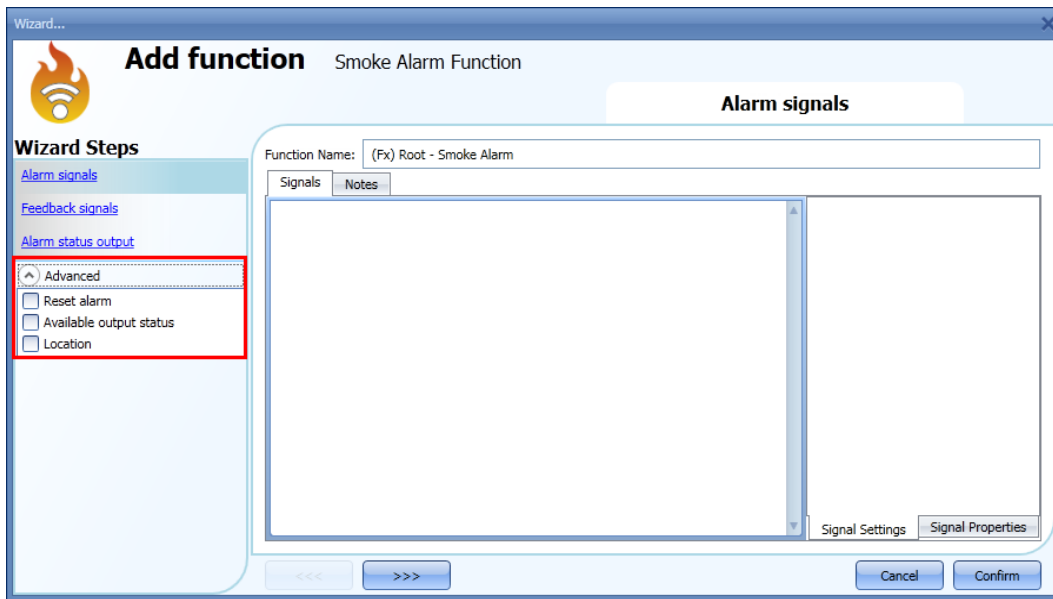 Wizard...
Add function Smoke Alarm Function
Alarm signals
Wizard Steps
Alarm signals
Feedback signals
Alarm status output
Advanced
Reset alarm
Available output status
Location
Function Name: (Fx) Root - Smoke Alarm
Signals Notes
Signal Settings Signal Properties
<<< >>> Cancel Confirm